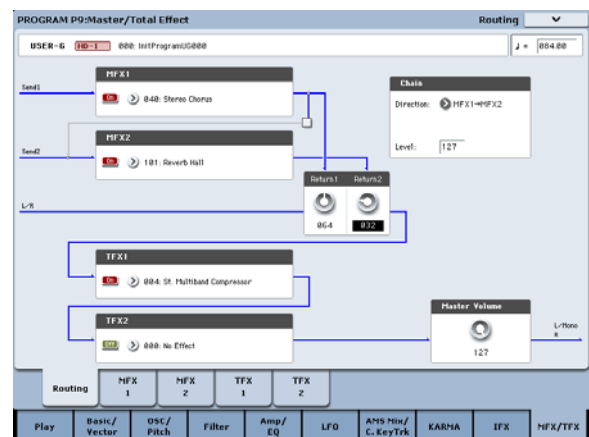 PROGRAM P9:Master/Total Effect Routing
USER-G HD-1 000: InitProgramUG000 ♩ = 084.00
MFX1
Send1
On 040: Stereo Chorus
Chain
Direction: MFX1→MFX2
Level: 127
MFX2
Send2
On 101: Reverb Hall
Return1 Return2
064 032
L/R
TFX1
On 004: St. Multiband Compressor
TFX2
Off 000: No Effect
Master Volume
127
L/Mono
R
Routing MFX 1 MFX 2 TFX 1 TFX 2
Play Basic/Vector OSC/Pitch Filter Amp/EQ LFO AMS Mix/C.KeyTrk KARMA IFX MFX/TFX